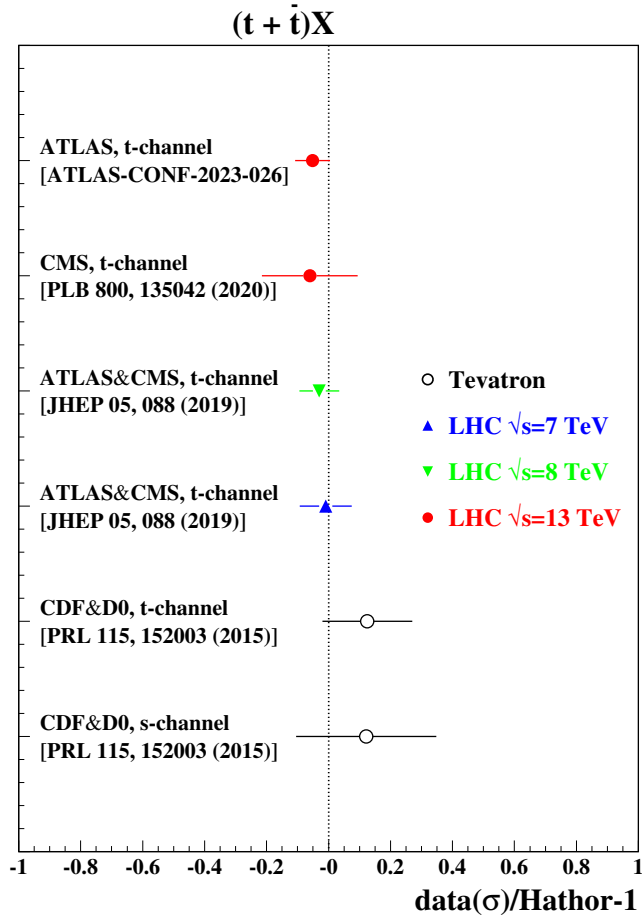 (t + t̄)X
ATLAS, t-channel
[ATLAS-CONF-2023-026]
CMS, t-channel
[PLB 800, 135042 (2020)]
ATLAS&CMS, t-channel
[JHEP 05, 088 (2019)]
ATLAS&CMS, t-channel
[JHEP 05, 088 (2019)]
CDF&D0, t-channel
[PRL 115, 152003 (2015)]
CDF&D0, s-channel
[PRL 115, 152003 (2015)]
Tevatron
LHC √s=7 TeV
LHC √s=8 TeV
LHC √s=13 TeV
-1 -0.8 -0.6 -0.4 -0.2 -0 0.2 0.4 0.6 0.8 1
data(σ)/Hathor-1